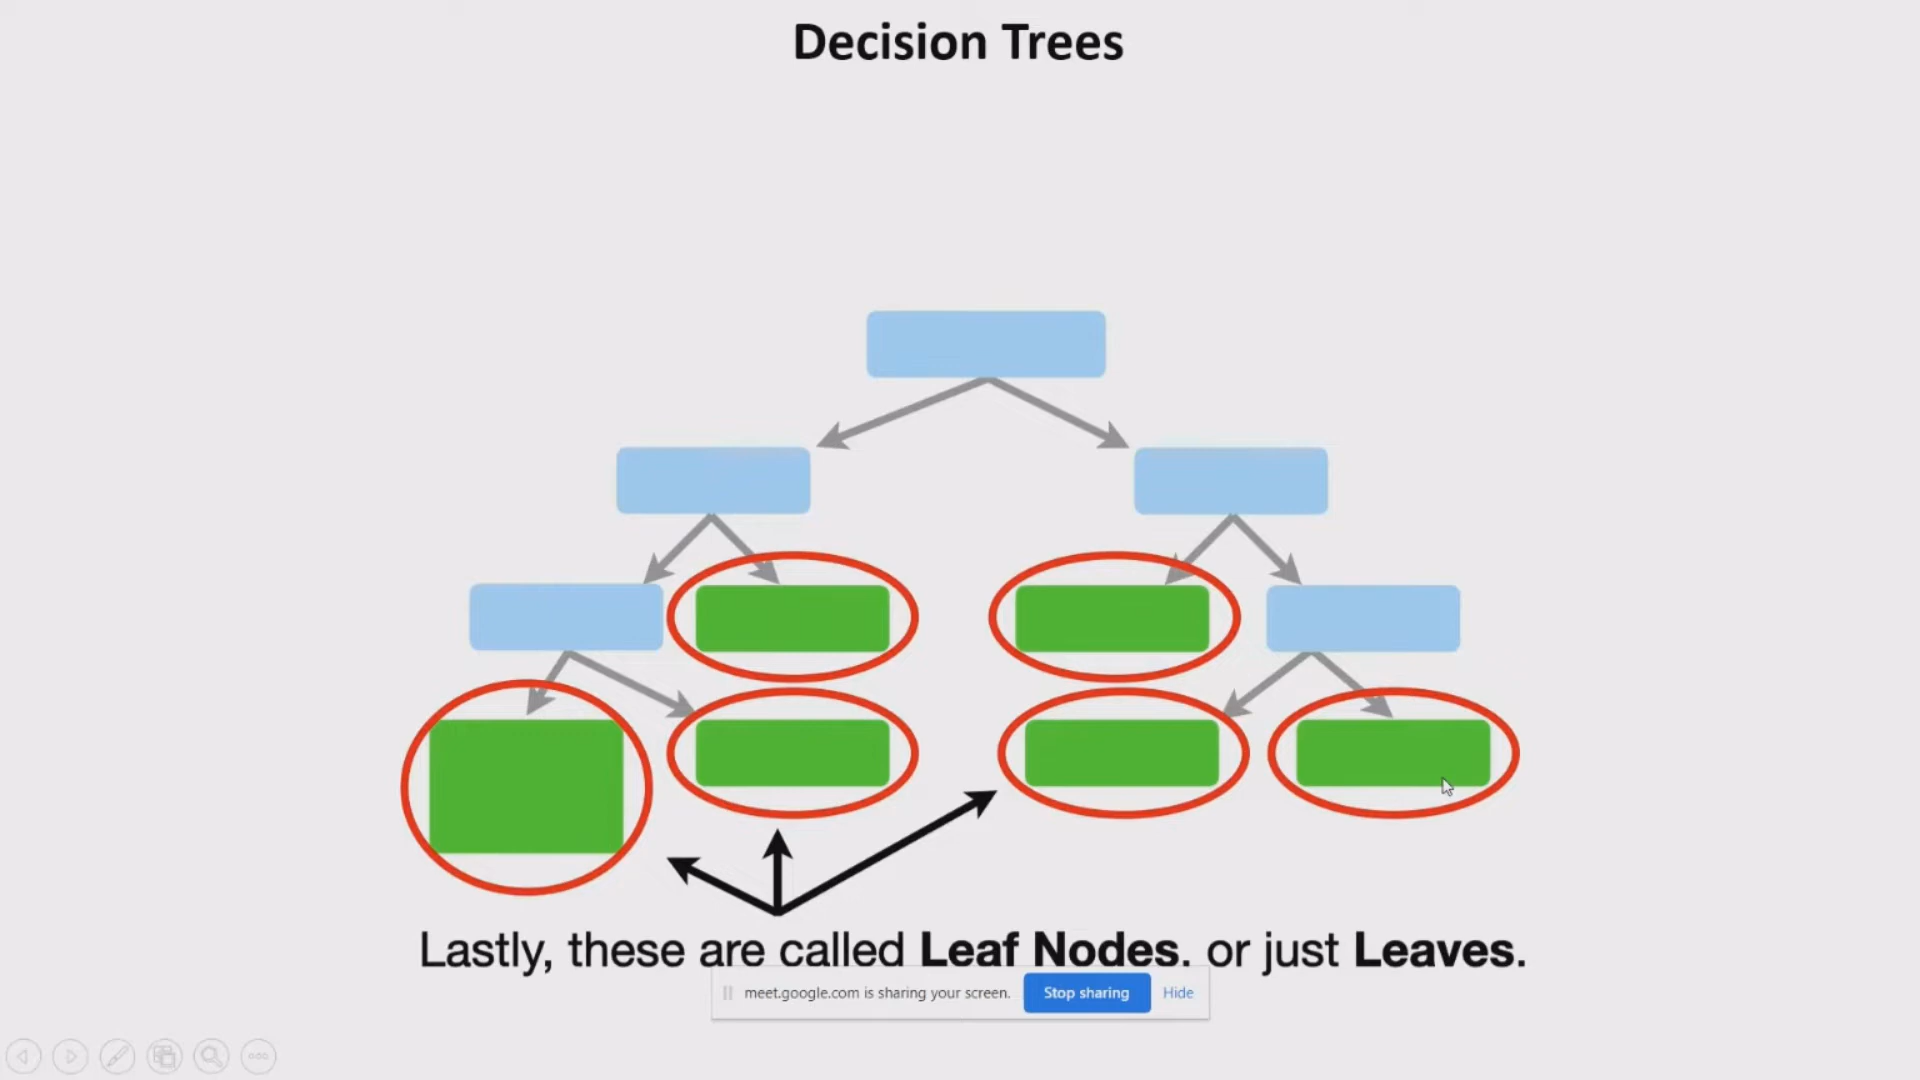 Decision Trees
Lastly, these are called Leaf Nodes. or just Leaves.
meet.google.com is sharing your screen. Stop sharing Hide